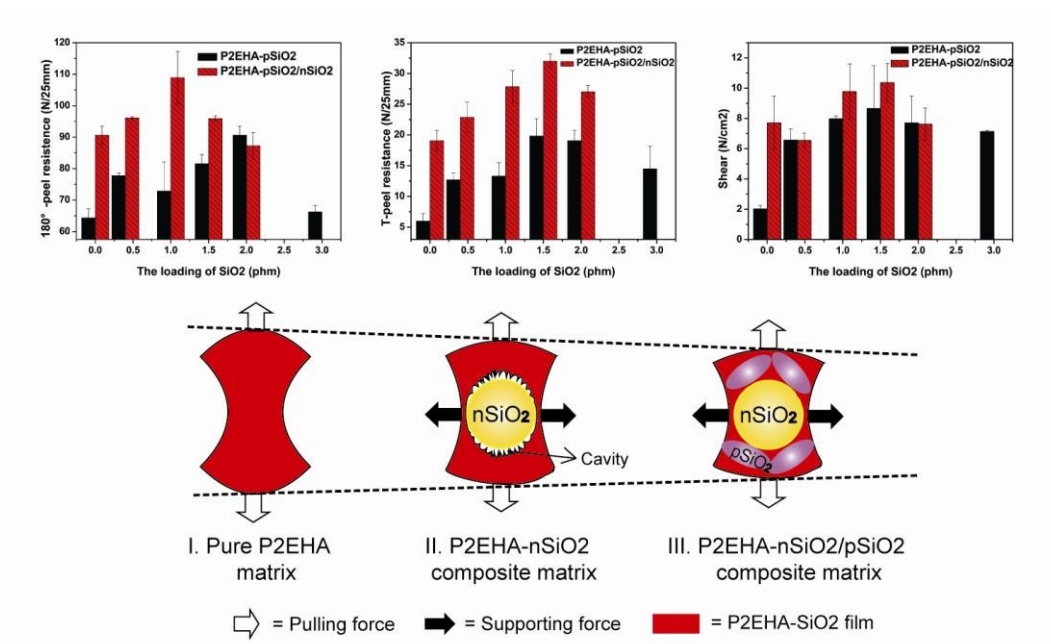 180° -peel resistence (N/25mm)
120
110
100
90
80
70
60
P2EHA-pSiO2
P2EHA-pSiO2/nSiO2
0.0 0.5 1.0 1.5 2.0 2.5 3.0
The loading of SiO2 (phm)
T-peel resistance (N/25mm)
35
30
25
20
15
10
5
P2EHA-pSiO2
P2EHA-pSiO2/nSiO2
0.0 0.5 1.0 1.5 2.0 2.5 3.0
The loading of SiO2 (phm)
Shear (N/cm2)
12
10
8
6
4
2
0
P2EHA-pSiO2
P2EHA-pSiO2/nSiO2
0.0 0.5 1.0 1.5 2.0 2.5 3.0
The loading of SiO2 (phm)
nSiO2
Cavity
nSiO2
pSiO2
I. Pure P2EHA
matrix
II. P2EHA-nSiO2
composite matrix
III. P2EHA-nSiO2/pSiO2
composite matrix
= Pulling force
= Supporting force
= P2EHA-SiO2 film